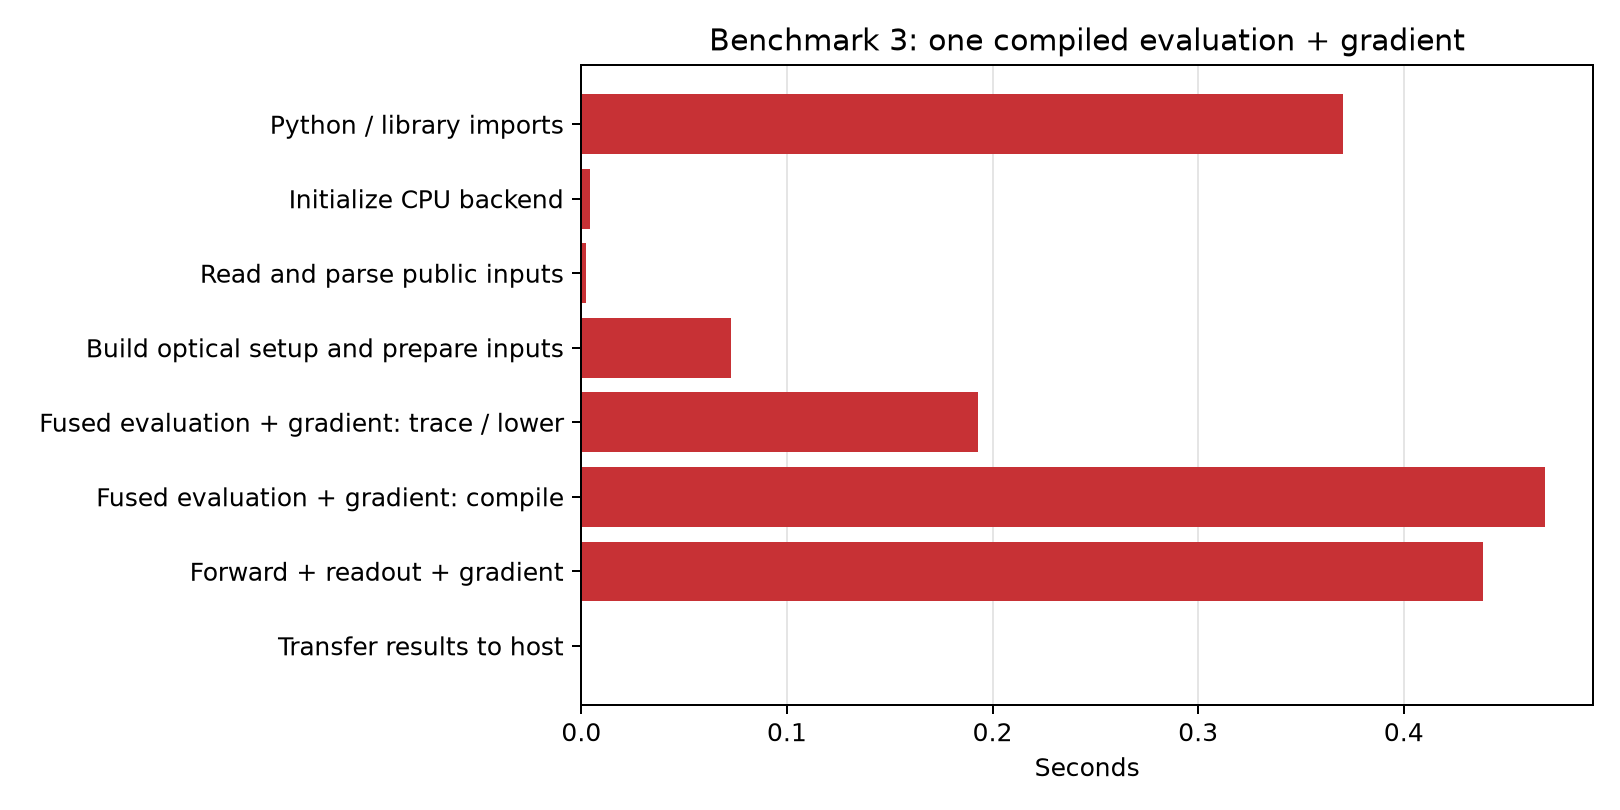 Benchmark 3: one compiled evaluation + gradient
Python / library imports
Initialize CPU backend
Read and parse public inputs
Build optical setup and prepare inputs
Fused evaluation + gradient: trace / lower
Fused evaluation + gradient: compile
Forward + readout + gradient
Transfer results to host
0.0 0.1 0.2 0.3 0.4
Seconds